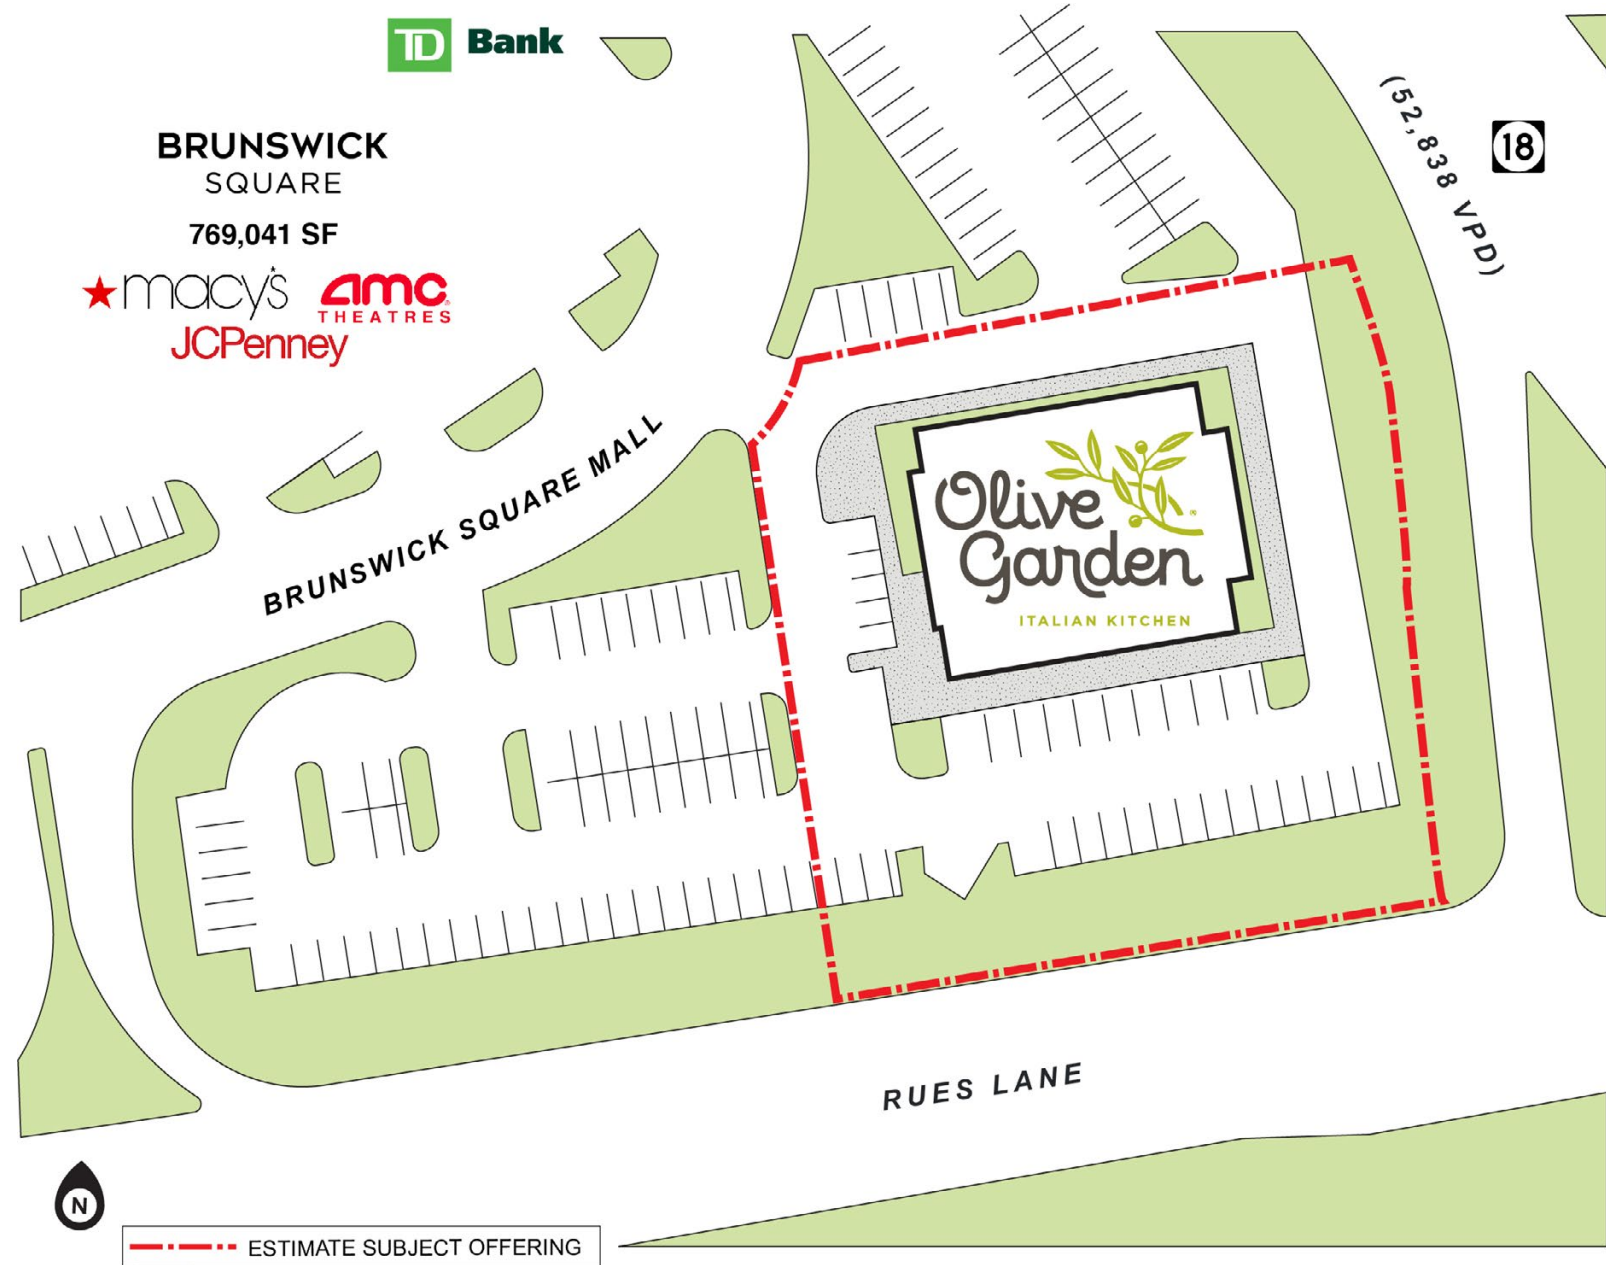 TD Bank
BRUNSWICK
SQUARE
769,041 SF
macy's
amc
THEATRES
JCPenney
(52,838 VPD)
18
BRUNSWICK SQUARE MALL
Olive
Garden
ITALIAN KITCHEN
RUES LANE
N
ESTIMATE SUBJECT OFFERING